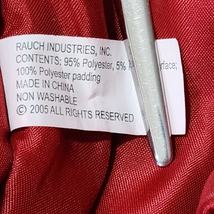 RAUCH INDUSTRIES, INC.
CONTENTS; 95% Polyester, 5% rface;
100% Polyester padding
MADE IN CHINA
NON WASHABLE
© 2005 ALL RIGHTS RESERVED